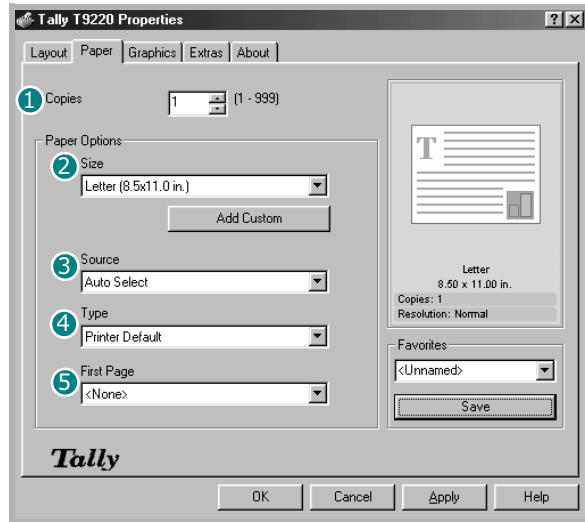 Tally T9220 Properties
Layout Paper Graphics Extras About
1 Copies 1 (1 - 999)
Paper Options
2 Size
Letter (8.5x11.0 in.)
Add Custom
3 Source
Auto Select
4 Type
Printer Default
5 First Page
<None>
T
Letter
8.50 x 11.00 in.
Copies: 1
Resolution: Normal
Favorites
<Unnamed>
Save
Tally
OK Cancel Apply Help